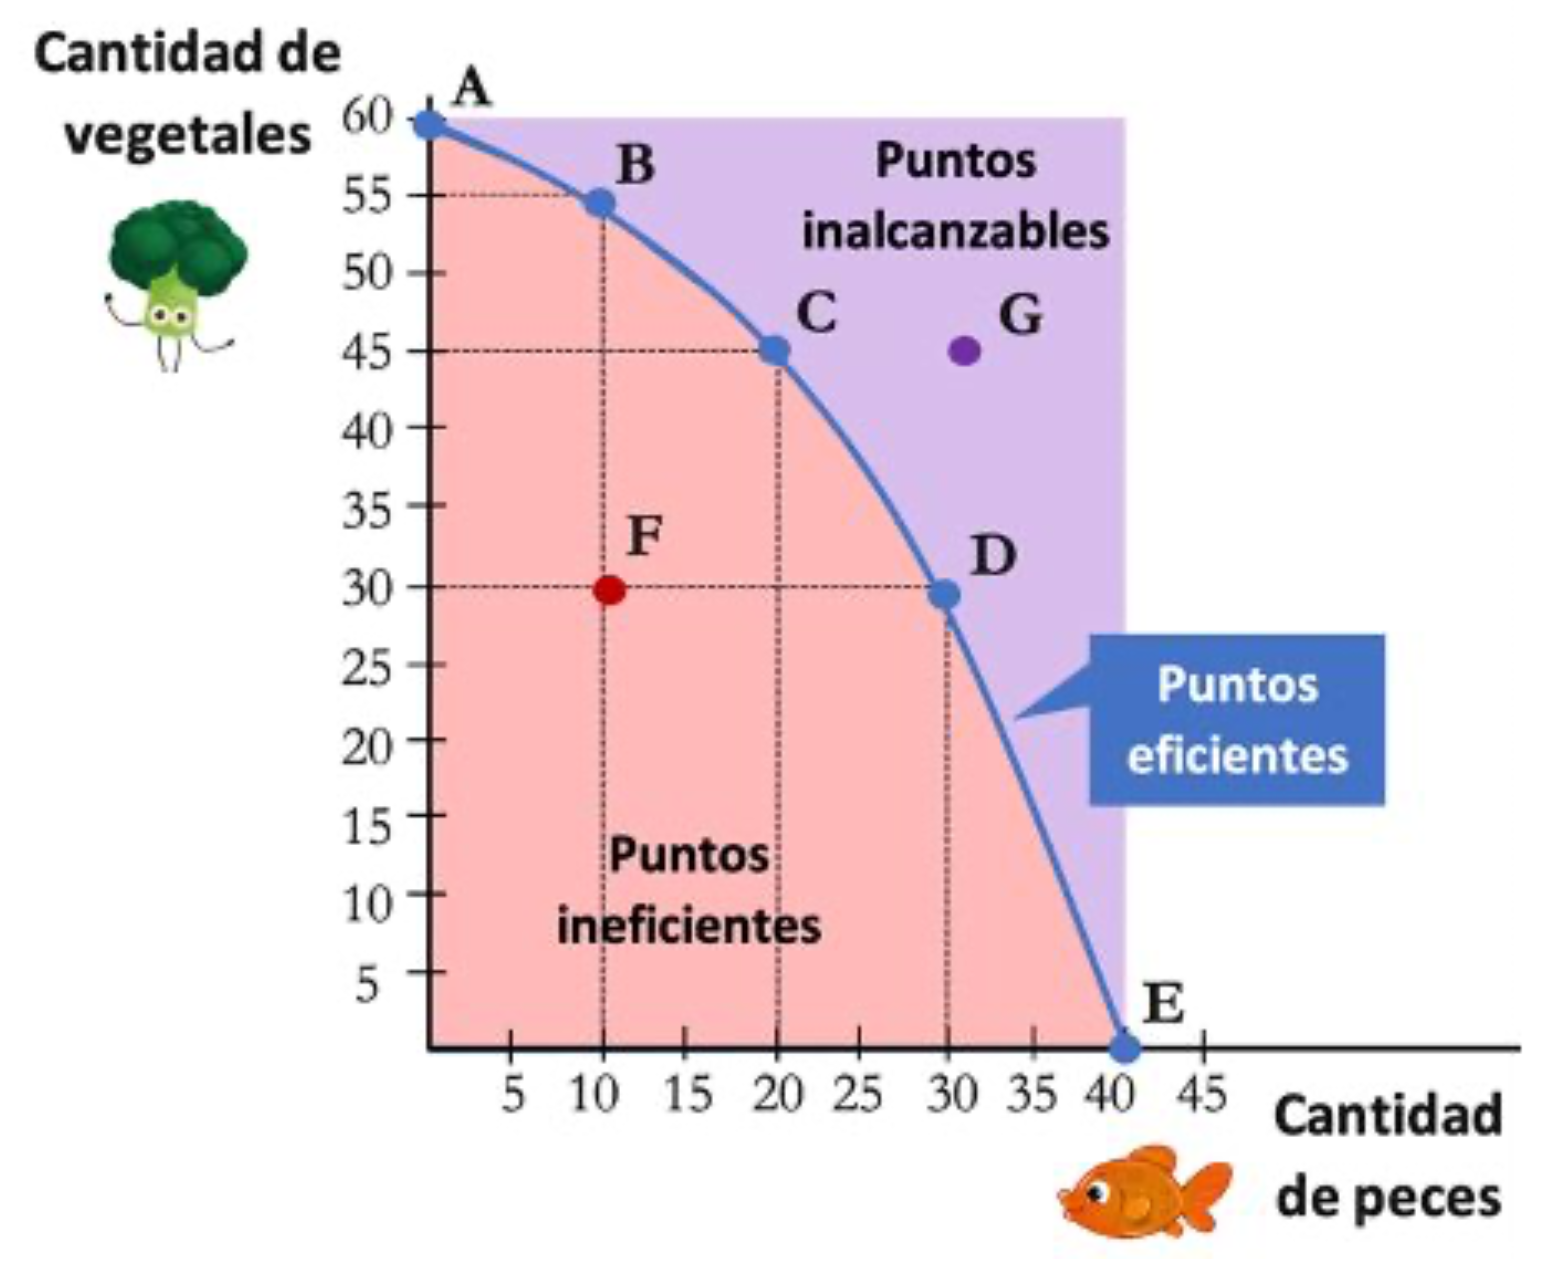 Cantidad de
vegetales
A
60
B
Puntos
inalcanzables
55
50
C
G
45
40
35
F
D
30
25
Puntos
eficientes
20
15
Puntos
ineficientes
10
5
E
5 10 15 20 25 30 35 40 45
Cantidad
de peces